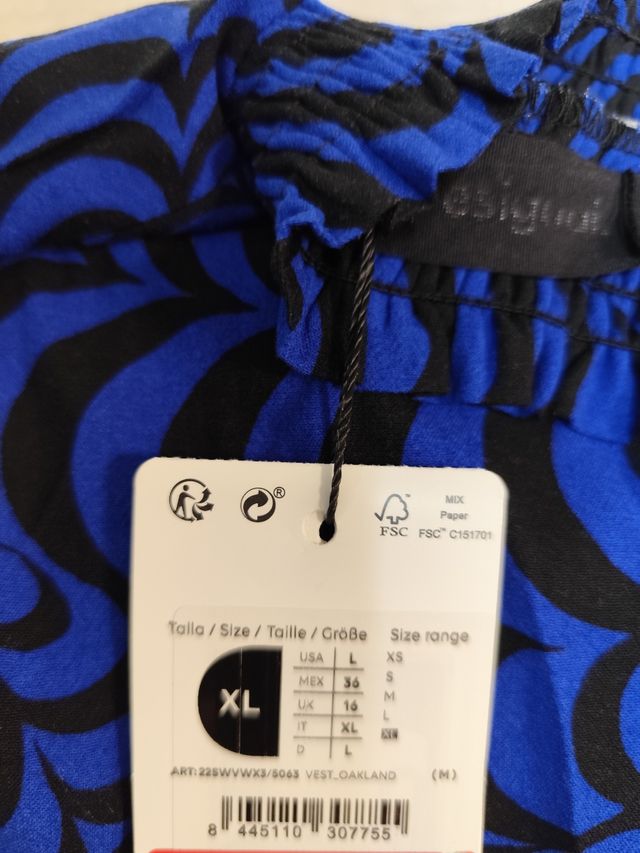 Desigual
®
MIX
Paper
FSC
FSC™ C151701
Talla / Size / Taille / Größe
Size range
XL
USA L
MEX 36
UK 16
IT XL
D L
XS
S
M
L
XL
ART: 22SWVWX3/5063 VEST_OAKLAND (M)
8 445110 307755